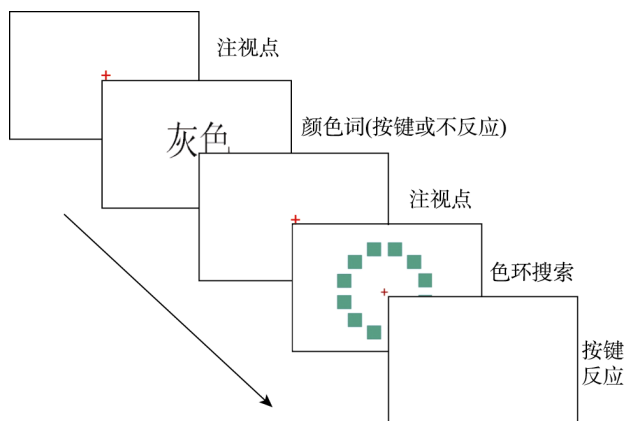 注视点
灰色
颜色词(按键或不反应)
注视点
色环搜索
按键
反应